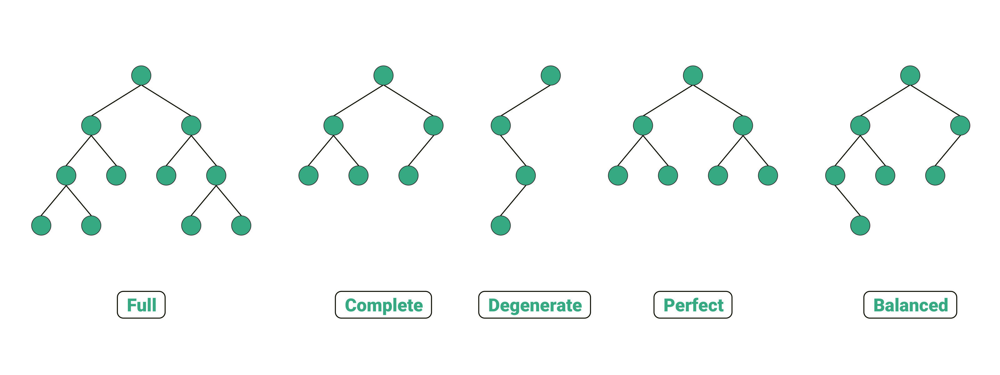 Full
Complete
Degenerate
Perfect
Balanced